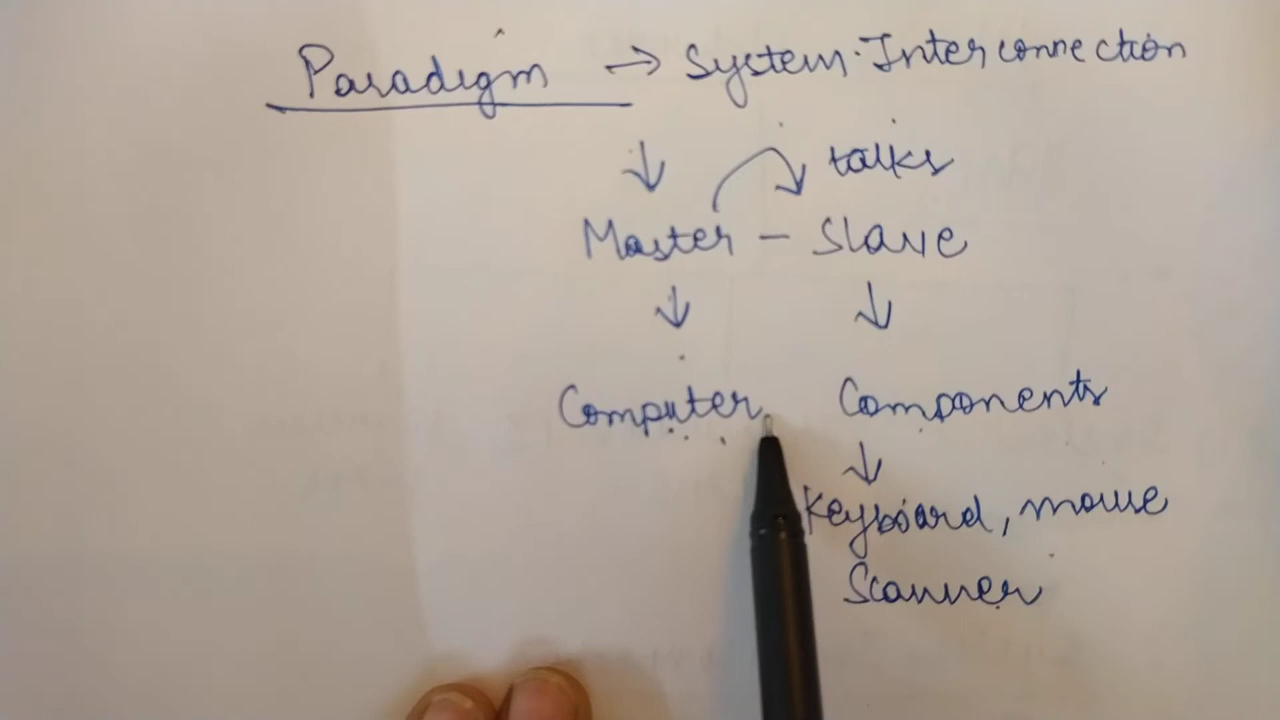 Paradigm → System Interconnection
↓ talks
Master - Slave
↓ ↓
Computer Components
↓
Keyboard, mouse
Scanner